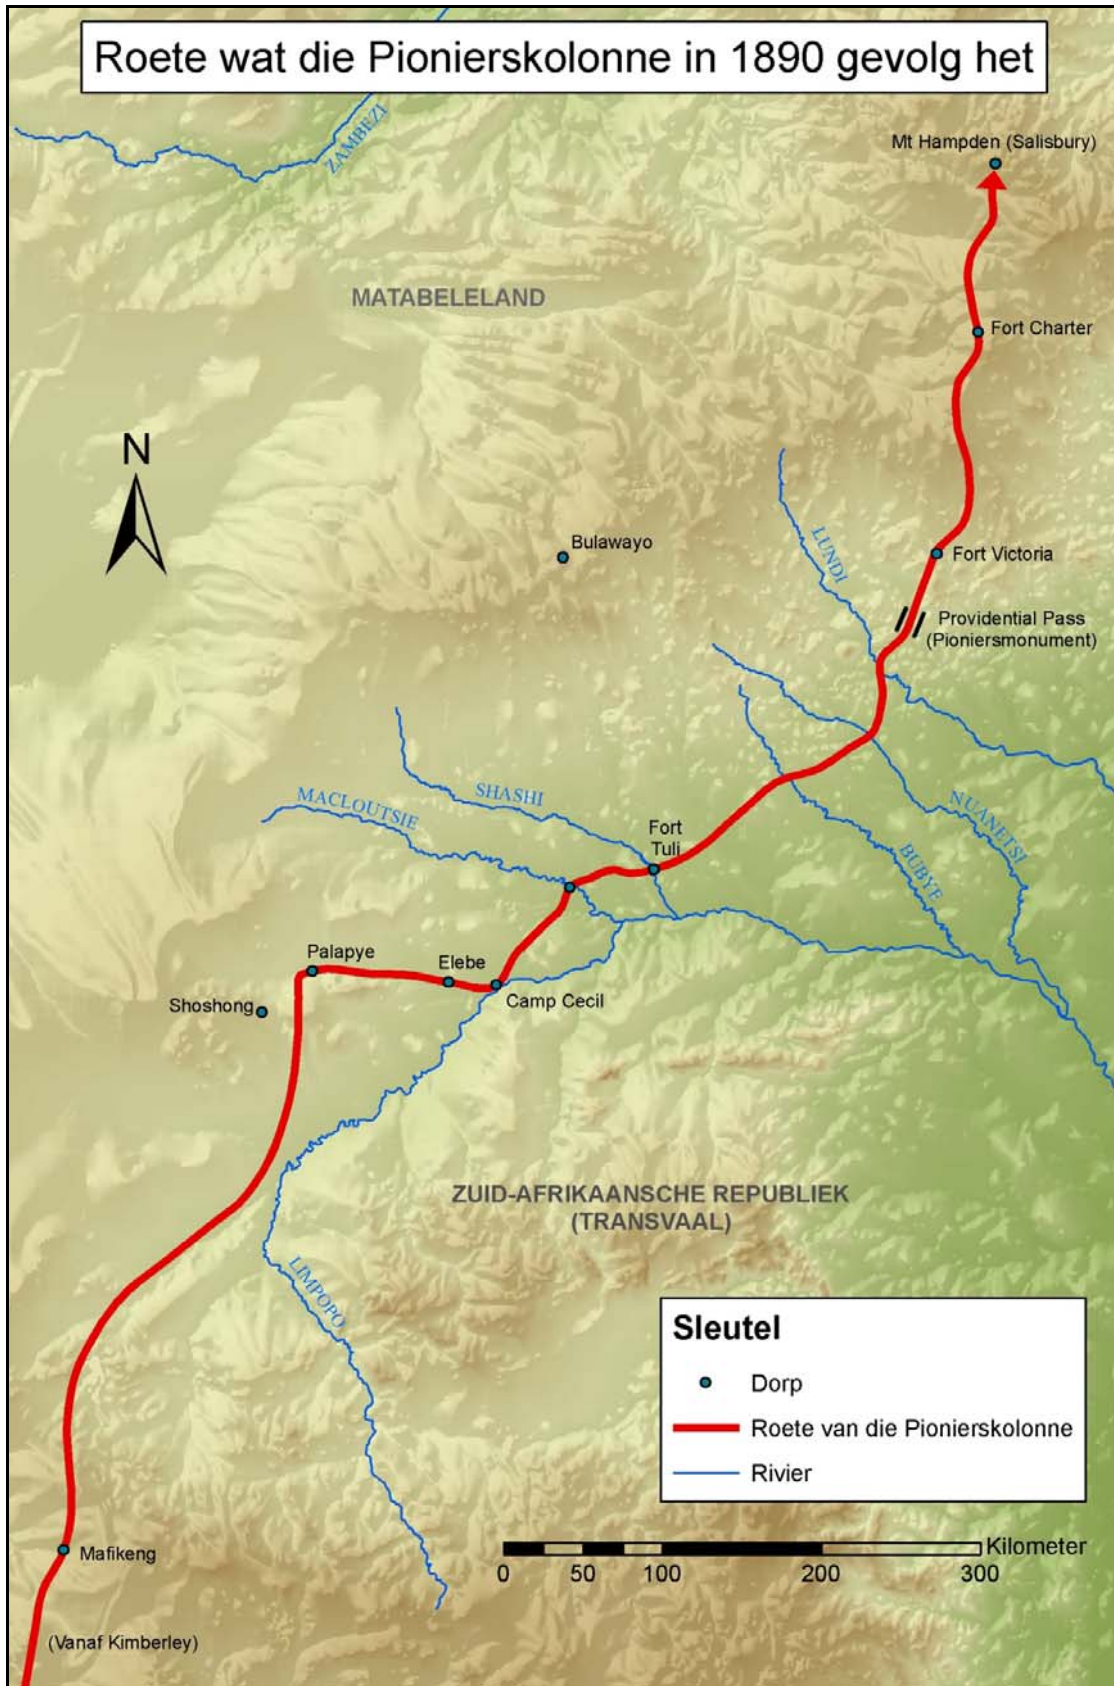 Roete wat die Pionierskolonne in 1890 gevolg het
ZAMBEZI
Mt Hampden (Salisbury)
MATABELELAND
Fort Charter
N
Bulawayo
LUNDI
Fort Victoria
Providential Pass
(Pioniersmonument)
SHASHI
MACLOUTSIE
NUANETSI
Fort
Tuli
BUBYE
Palapye
Elebe
Shoshong
Camp Cecil
ZUID-AFRIKAANSCHE REPUBLIEK
(TRANSVAAL)
LIMPOPO
Sleutel
Dorp
Roete van die Pionierskolonne
Rivier
Mafikeng
Kilometer
0 50 100 200 300
(Vanaf Kimberley)